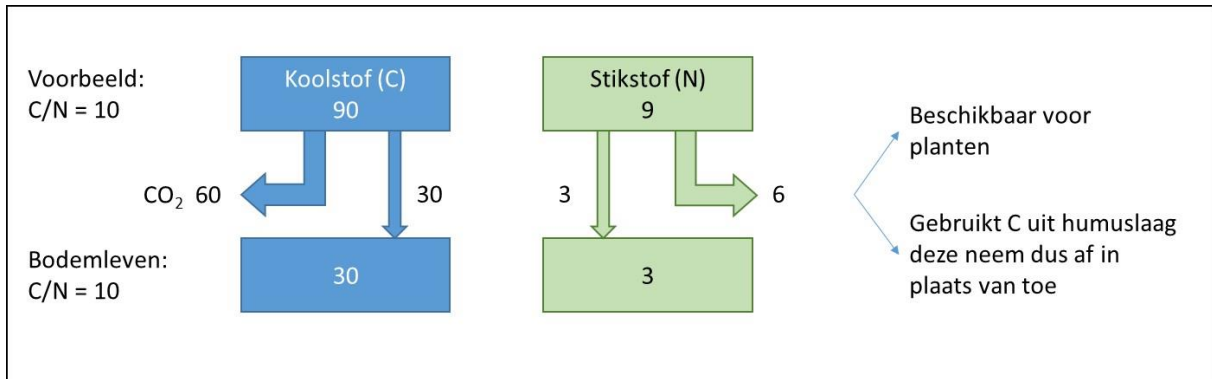 Voorbeeld:
C/N = 10
Koolstof (C)
90
Stikstof (N)
9
CO₂ 60
30
3
6
Beschikbaar voor
planten
Gebruikt C uit humuslaag
deze neem dus af in
plaats van toe
Bodemleven:
C/N = 10
30
3